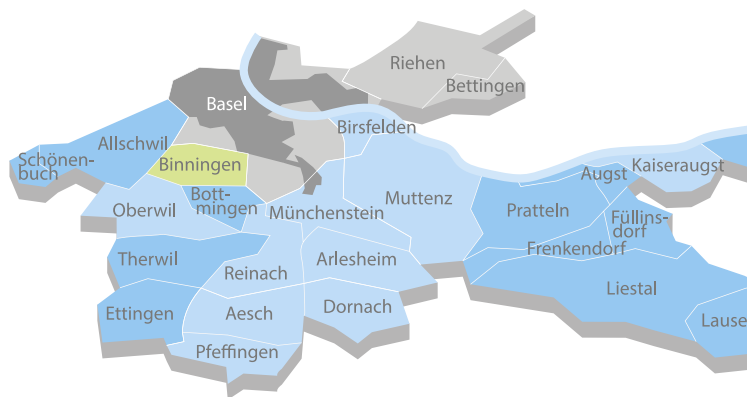 Riehen
Bettingen
Basel
Birsfelden
Allschwil
Schönen-
buch
Binningen
Augst
Kaiseraugst
Bott-
mingen
Muttenz
Oberwil
Münchenstein
Pratteln
Füllins-
dorf
Frenkendorf
Therwil
Reinach
Arlesheim
Liestal
Ettingen
Aesch
Dornach
Lause
Pfeffingen